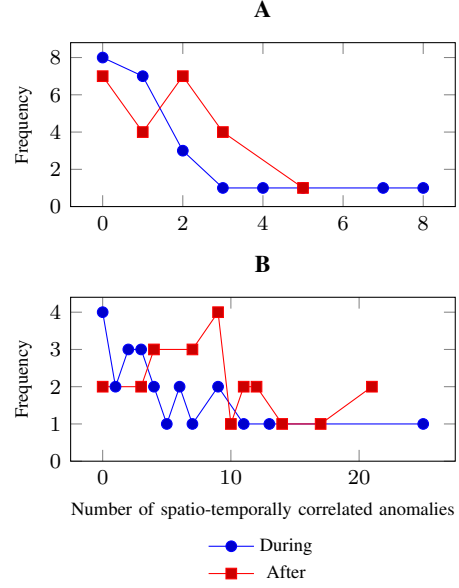 A
8
6
4
2
0
Frequency
0 2 4 6 8
B
4
3
2
1
0
Frequency
0 10 20
Number of spatio-temporally correlated anomalies
During
After